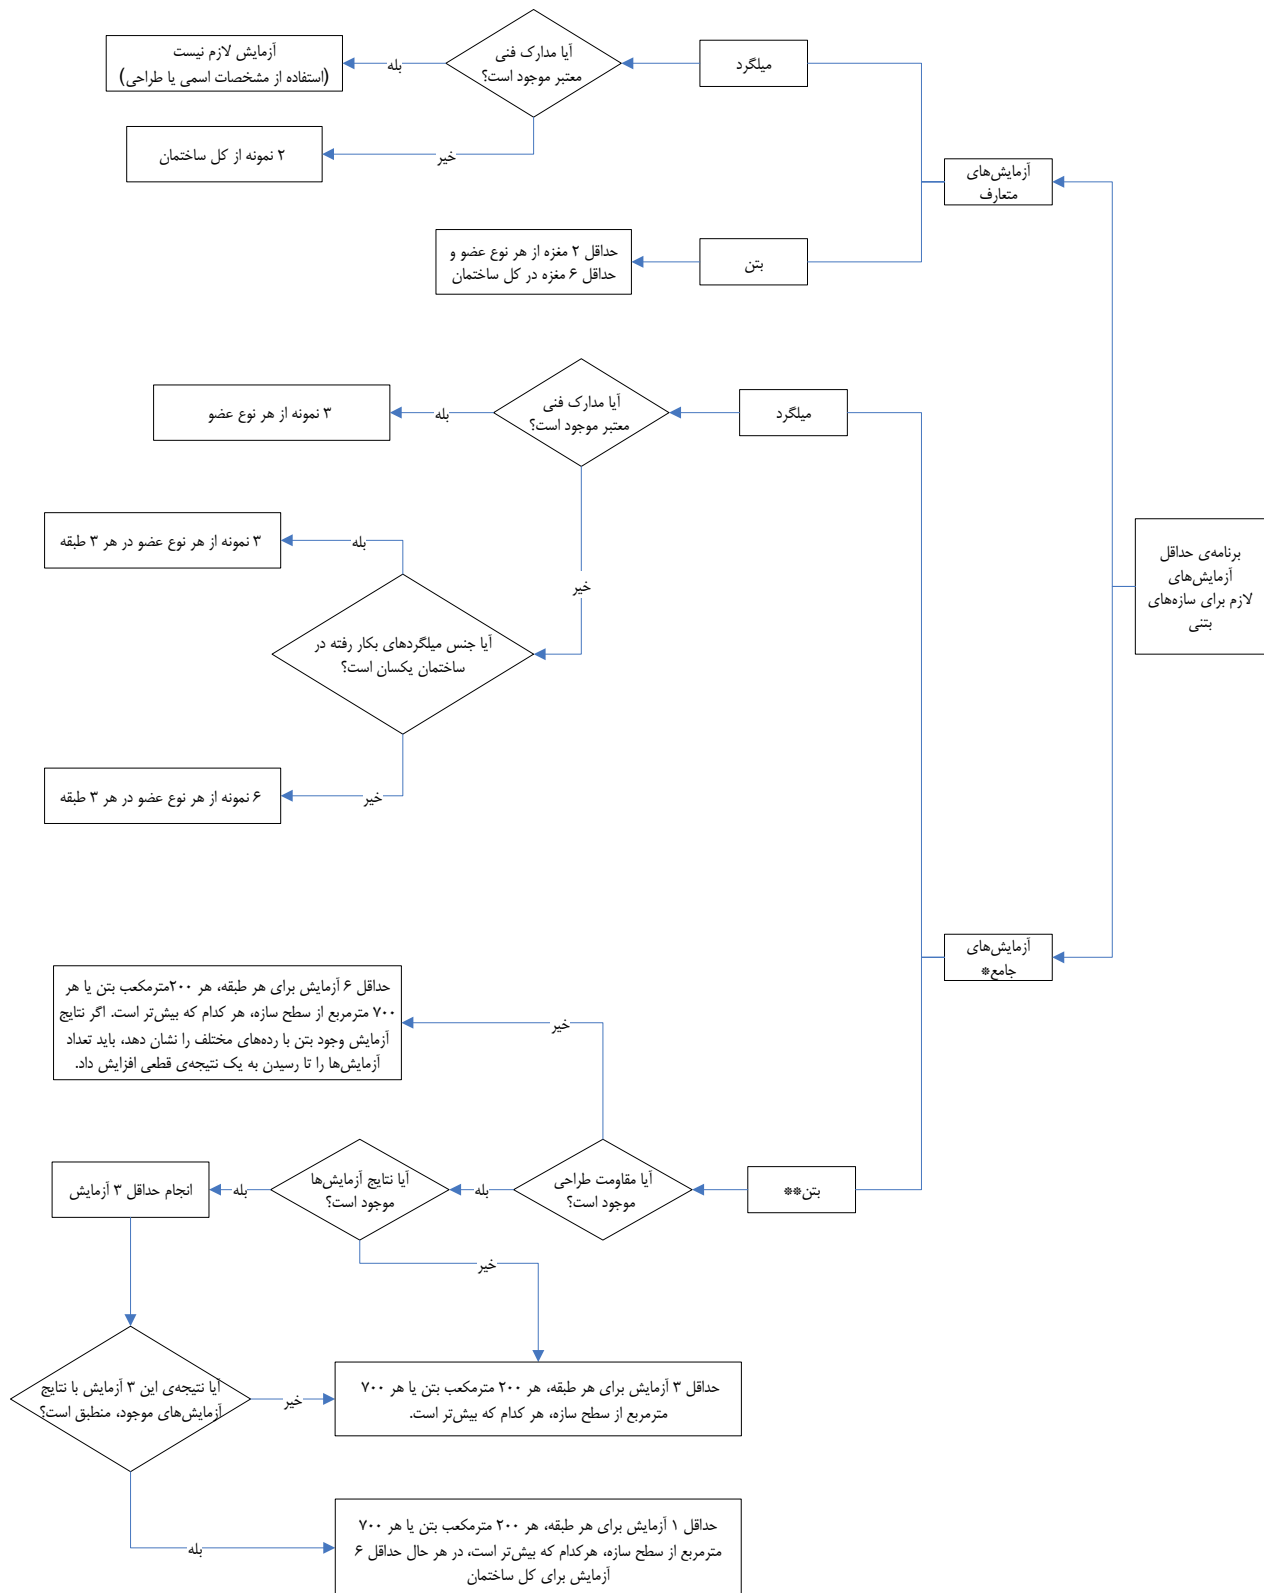 برنامه‌ی حداقل
آزمایش‌های
لازم برای سازه‌های
بتنی
آزمایش‌های
متعارف
میلگرد
آیا مدارک فنی
معتبر موجود است؟
بله
آزمایش لازم نیست
(استفاده از مشخصات اسمی یا طراحی)
خیر
۲ نمونه از کل ساختمان
بتن
حداقل ۲ مغزه از هر نوع عضو و
حداقل ۶ مغزه در کل ساختمان
آزمایش‌های
جامع*
میلگرد
آیا مدارک فنی
معتبر موجود است؟
بله
۳ نمونه از هر نوع عضو
خیر
آیا جنس میلگردهای بکار رفته در
ساختمان یکسان است؟
بله
۳ نمونه از هر نوع عضو در هر ۳ طبقه
خیر
۶ نمونه از هر نوع عضو در هر ۳ طبقه
بتن**
آیا مقاومت طراحی
موجود است؟
خیر
حداقل ۶ آزمایش برای هر طبقه، هر ۲۰۰مترمکعب بتن یا هر
۷۰۰ مترمربع از سطح سازه، هر کدام که بیش‌تر است. اگر نتایج
آزمایش وجود بتن با رده‌های مختلف را نشان دهد، باید تعداد
آزمایش‌ها را تا رسیدن به یک نتیجه‌ی قطعی افزایش داد.
بله
آیا نتایج آزمایش‌ها
موجود است؟
بله
انجام حداقل ۳ آزمایش
خیر
آیا نتیجه‌ی این ۳ آزمایش با نتایج
آزمایش‌های موجود، منطبق است؟
خیر
حداقل ۳ آزمایش برای هر طبقه، هر ۲۰۰ مترمکعب بتن یا هر ۷۰۰
مترمربع از سطح سازه، هر کدام که بیش‌تر است.
بله
حداقل ۱ آزمایش برای هر طبقه، هر ۲۰۰ مترمکعب بتن یا هر ۷۰۰
مترمربع از سطح سازه، هرکدام که بیش‌تر است، در هر حال حداقل ۶
آزمایش برای کل ساختمان